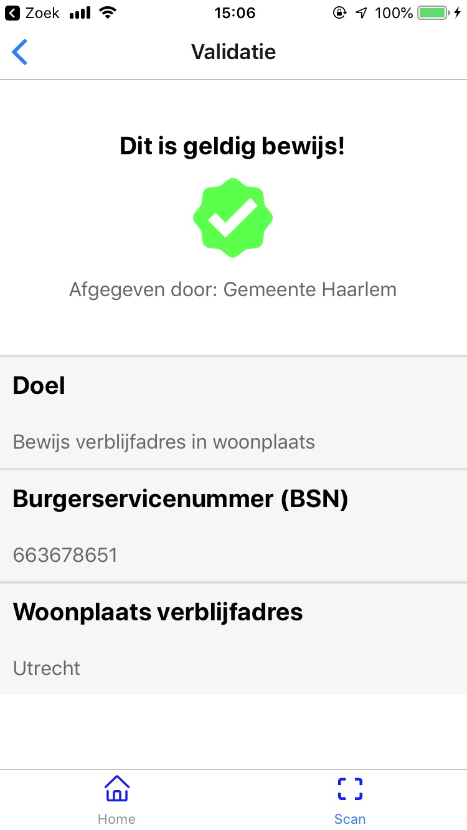 Zoek 15:06 100%
Validatie
Dit is geldig bewijs!
Afgegeven door: Gemeente Haarlem
Doel
Bewijs verblijfadres in woonplaats
Burgerservicenummer (BSN)
663678651
Woonplaats verblijfadres
Utrecht
Home Scan